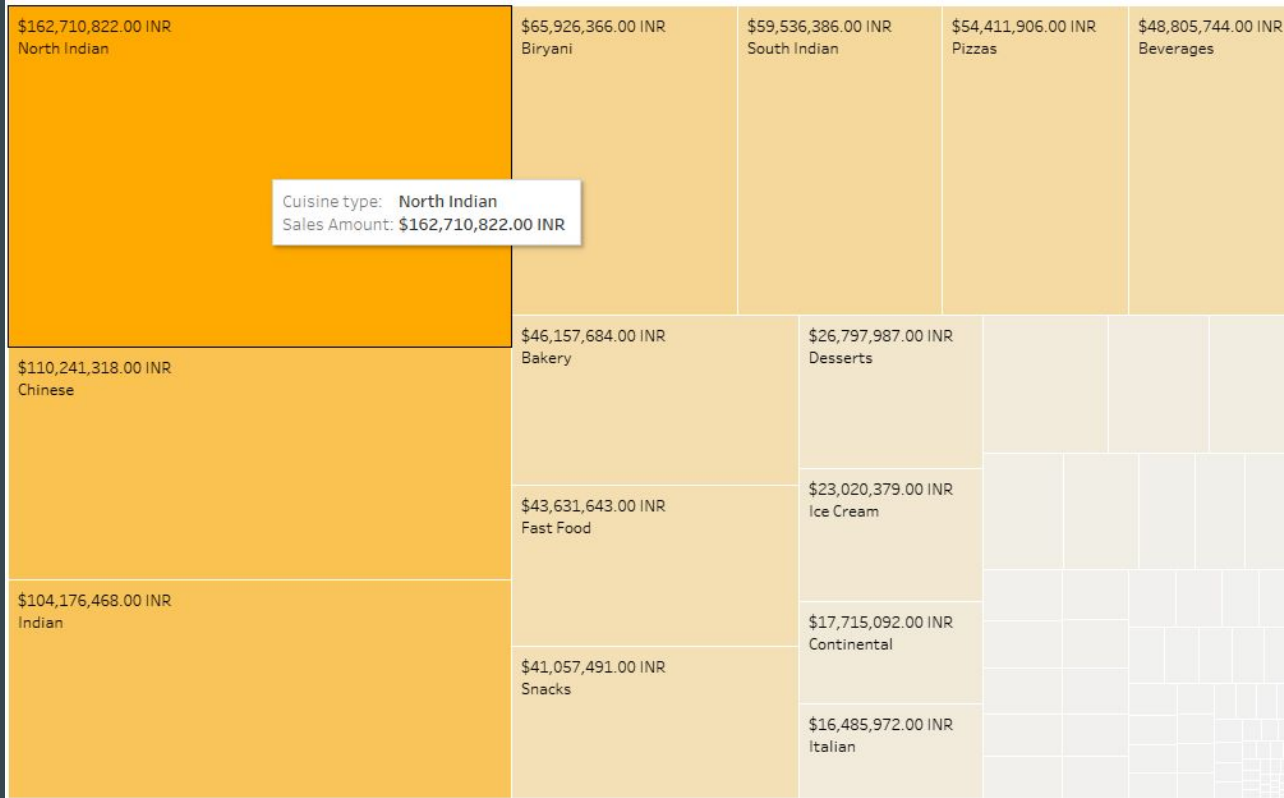 $162,710,822.00 INR
North Indian
$65,926,366.00 INR
Biryani
$59,536,386.00 INR
South Indian
$54,411,906.00 INR
Pizzas
$48,805,744.00 INR
Beverages
Cuisine type: North Indian
Sales Amount: $162,710,822.00 INR
$110,241,318.00 INR
Chinese
$104,176,468.00 INR
Indian
$46,157,684.00 INR
Bakery
$43,631,643.00 INR
Fast Food
$41,057,491.00 INR
Snacks
$26,797,987.00 INR
Desserts
$23,020,379.00 INR
Ice Cream
$17,715,092.00 INR
Continental
$16,485,972.00 INR
Italian